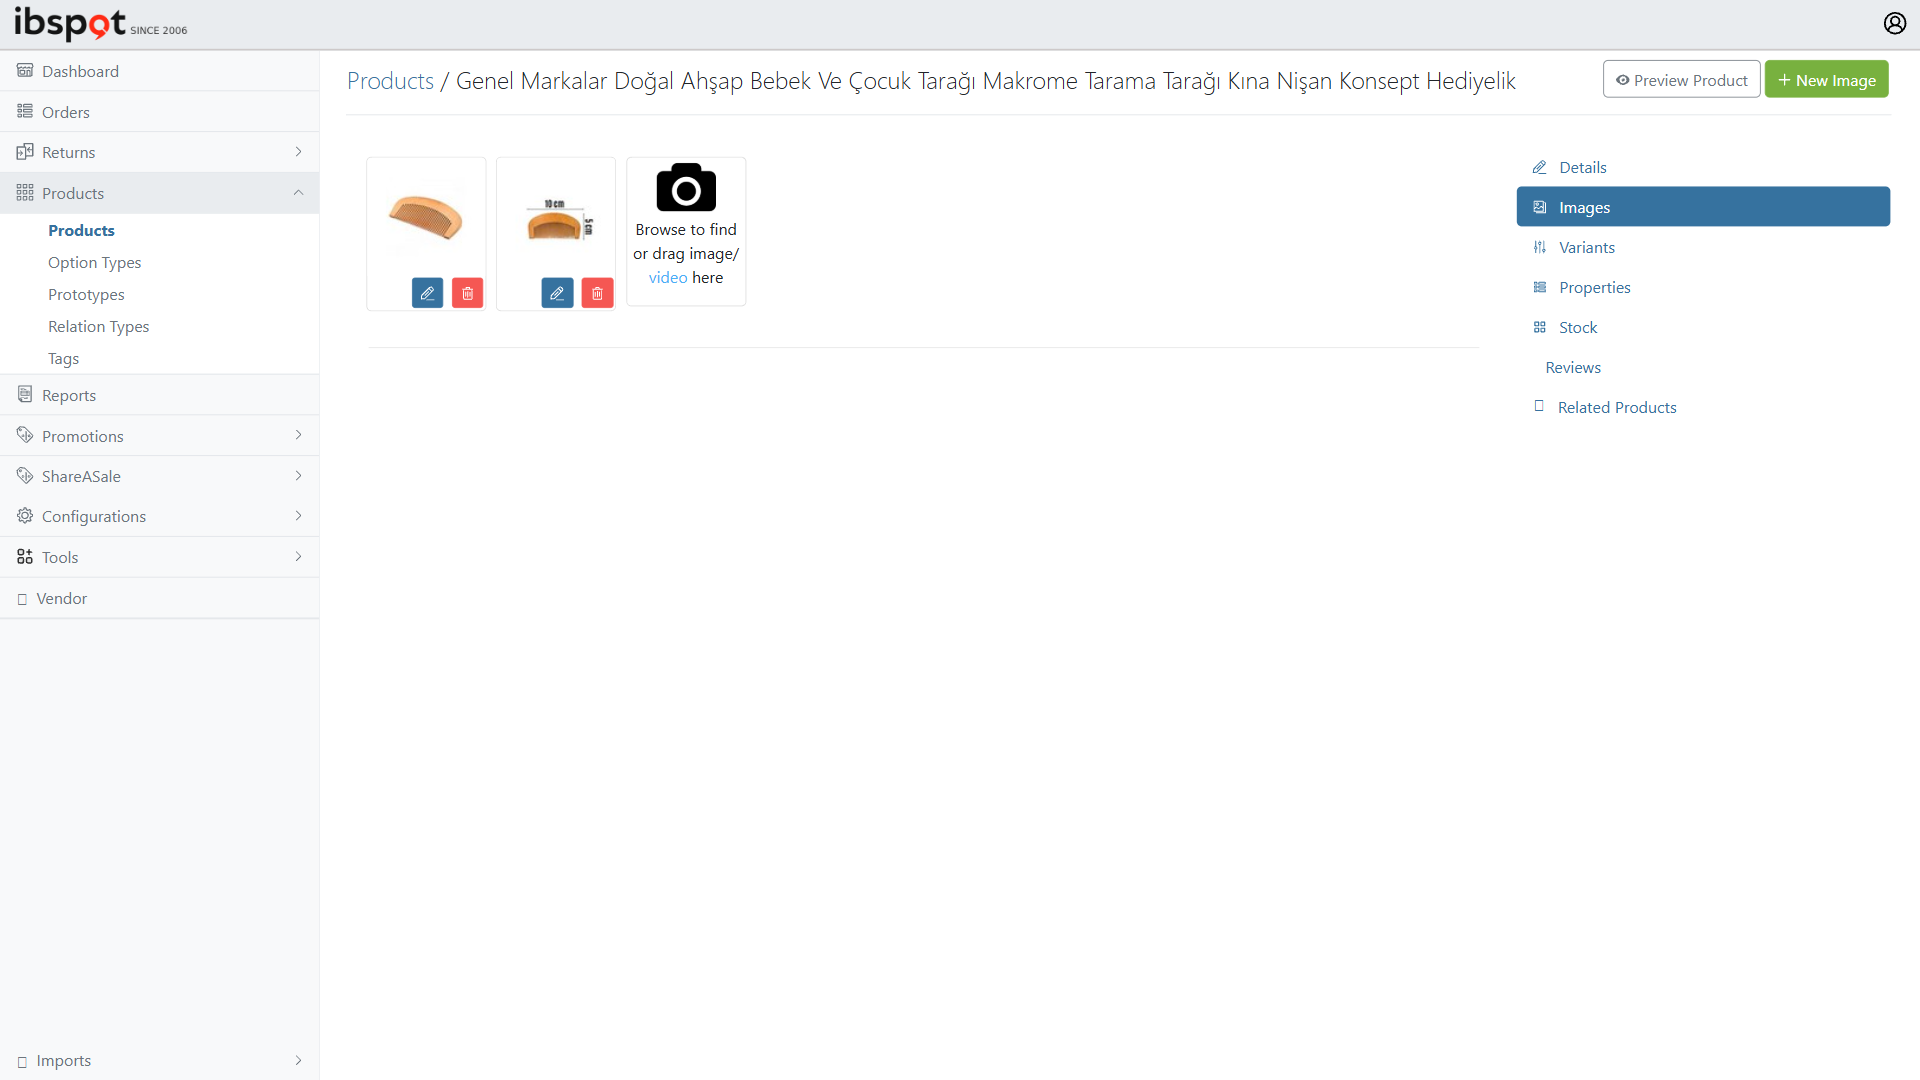 ibspot SINCE 2006
Dashboard
Orders
Returns
Products
Products
Option Types
Prototypes
Relation Types
Tags
Reports
Promotions
ShareASale
Configurations
Tools
Vendor
Imports
Products / Genel Markalar Doğal Ahşap Bebek Ve Çocuk Tarağı Makrome Tarama Tarağı Kına Nişan Konsept Hediyelik
Preview Product
New Image
10 cm
5 cm
Browse to find
or drag image/
video here
Details
Images
Variants
Properties
Stock
Reviews
Related Products